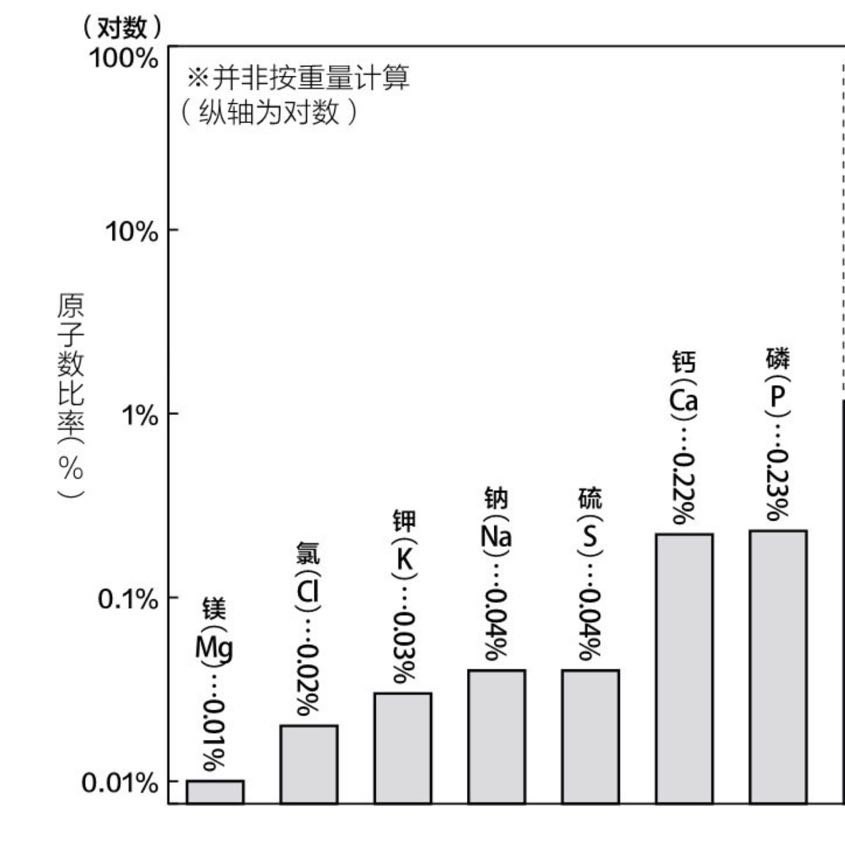 （对数）
100%
※并非按重量计算
（纵轴为对数）
10%
1%
0.1%
0.01%
原子数比率（%）
镁（Mg）…0.01%
氯（Cl）…0.02%
钾（K）…0.03%
钠（Na）…0.04%
硫（S）…0.04%
钙（Ca）…0.22%
磷（P）…0.23%